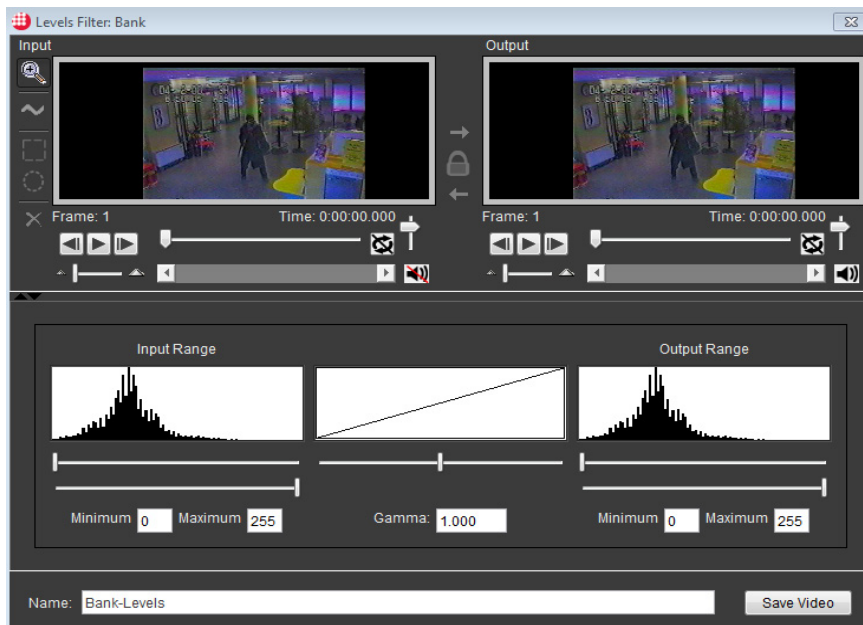 Levels Filter: Bank
Input
Output
Frame: 1
Time: 0:00:00.000
Frame: 1
Time: 0:00:00.000
Input Range
Output Range
Minimum 0 Maximum 255
Gamma: 1.000
Minimum 0 Maximum 255
Name: Bank-Levels
Save Video